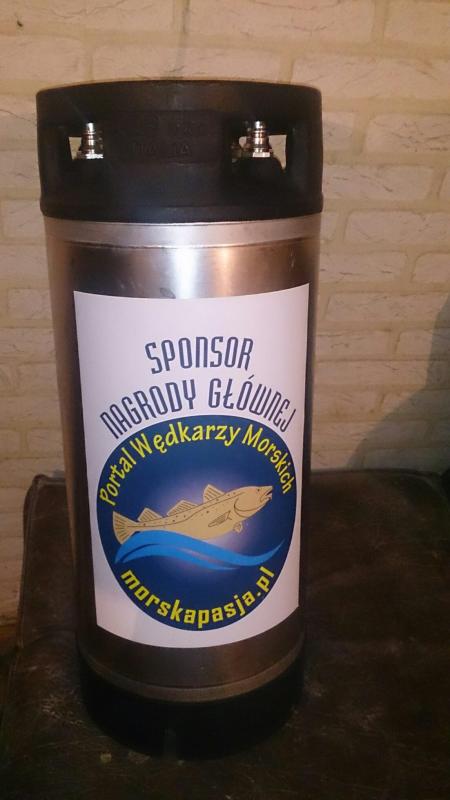 SPONSOR
NAGRODY GŁÓWNEJ
Portal Wędkarzy Morskich
morskapasja.pl